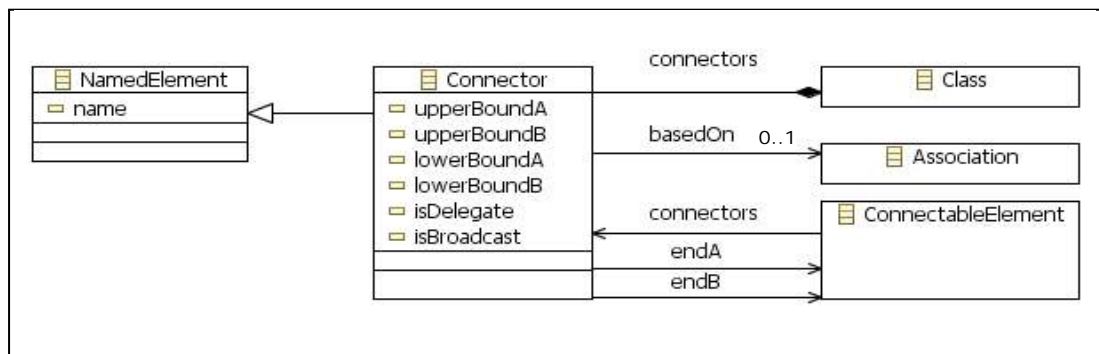 NamedElement
name
Connector
upperBoundA
upperBoundB
lowerBoundA
lowerBoundB
isDelegate
isBroadcast
connectors
Class
basedOn 0..1
Association
connectors
ConnectableElement
endA
endB